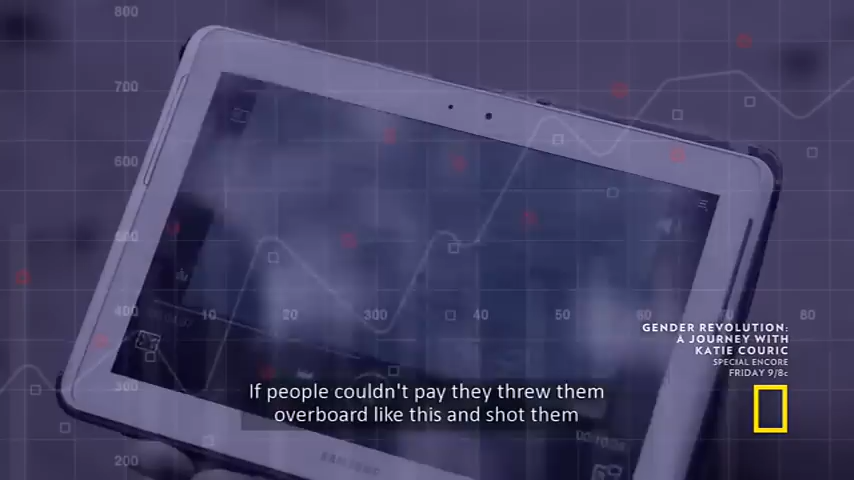 800
700
600
500
400
20
300
40
50
60
70
80
GENDER REVOLUTION:
A JOURNEY WITH
KATIE COURIC
SPECIAL ENCORE
FRIDAY 9/8c
300
If people couldn't pay they threw them
overboard like this and shot them
200
SAMSUNG